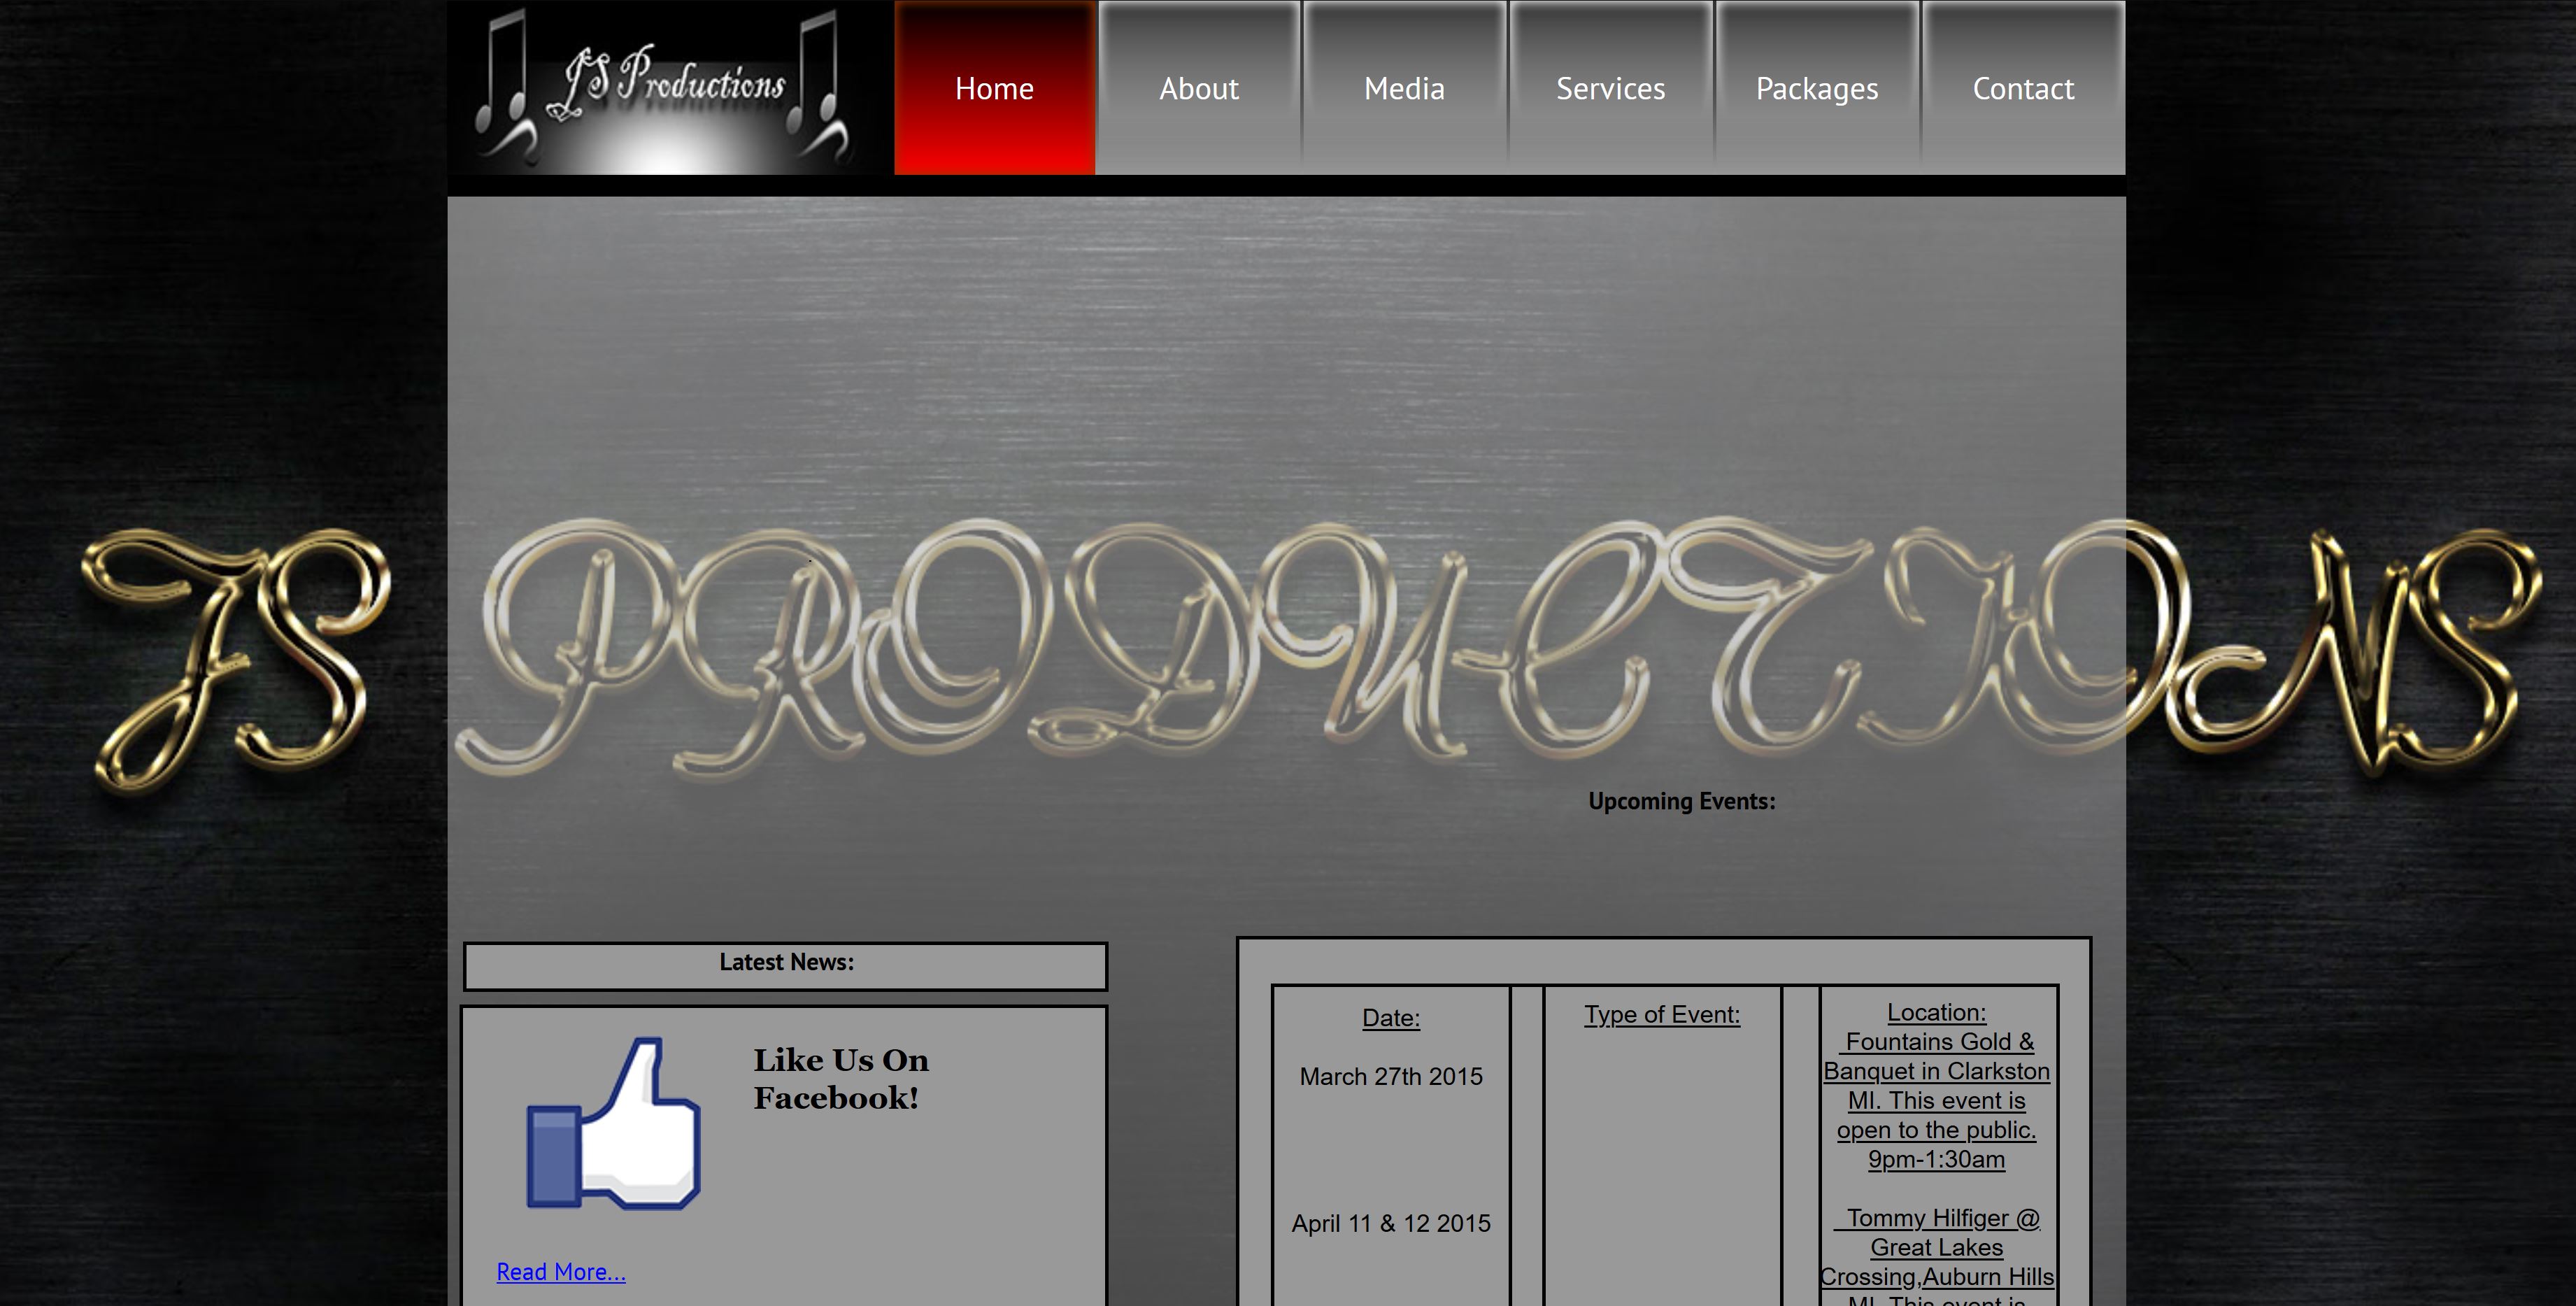 JS Productions
Home
About
Media
Services
Packages
Contact
JS PRODUCTIONS
Upcoming Events:
Latest News:
Like Us On
Facebook!
Read More...
Date:
March 27th 2015
April 11 & 12 2015
Type of Event:
Location:
Fountains Gold &
Banquet in Clarkston
MI. This event is
open to the public.
9pm-1:30am
Tommy Hilfiger @
Great Lakes
Crossing,Auburn Hills
MI. This event is